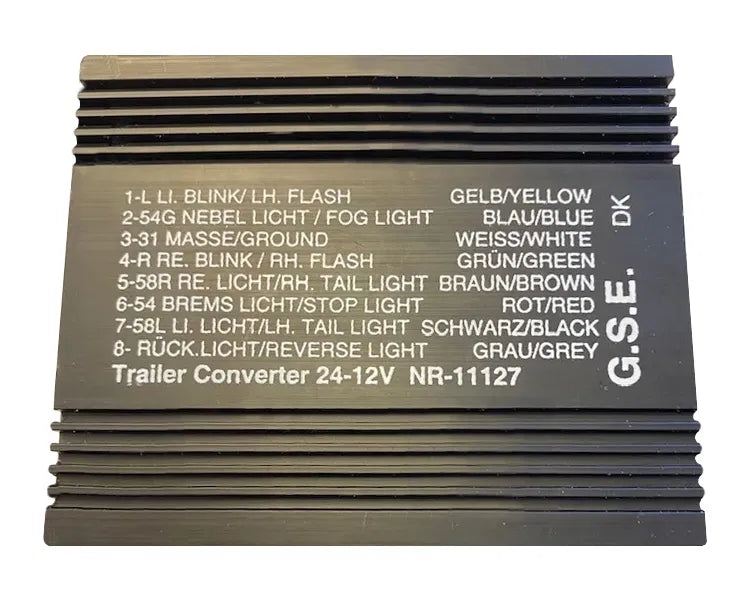 1-L LI. BLINK/ LH. FLASH GELB/YELLOW
2-54G NEBEL LICHT / FOG LIGHT BLAU/BLUE
3-31 MASSE/GROUND WEISS/WHITE
4-R RE. BLINK / RH. FLASH GRÜN/GREEN
5-58R RE. LICHT/RH. TAIL LIGHT BRAUN/BROWN
6-54 BREMS LICHT/STOP LIGHT ROT/RED
7-58L LI. LICHT/LH. TAIL LIGHT SCHWARZ/BLACK
8- RÜCK.LICHT/REVERSE LIGHT GRAU/GREY
Trailer Converter 24-12V NR-11127
G.S.E. DK